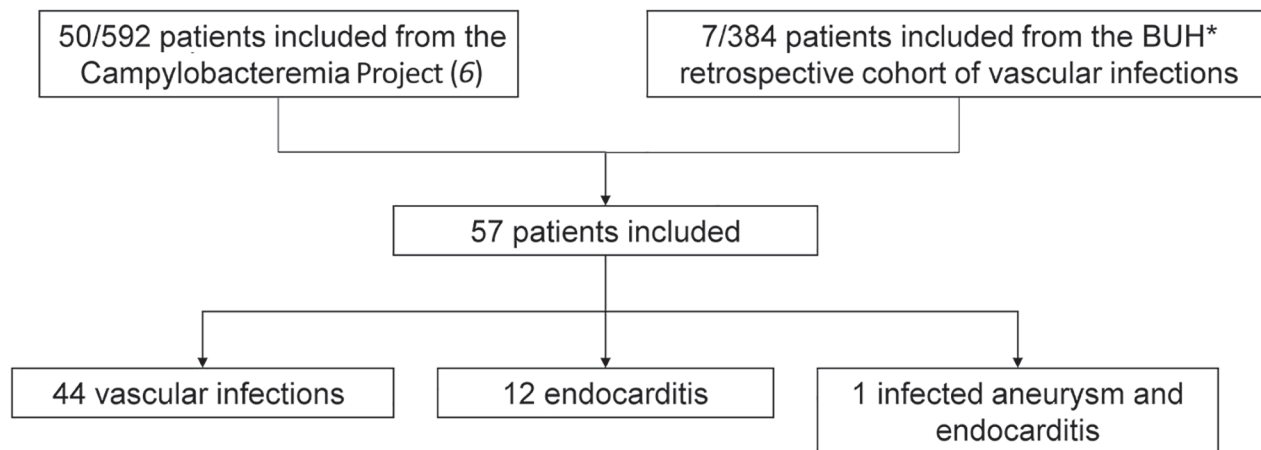 50/592 patients included from the
Campylobacteremia Project (6)
7/384 patients included from the BUH*
retrospective cohort of vascular infections
57 patients included
44 vascular infections
12 endocarditis
1 infected aneurysm and
endocarditis